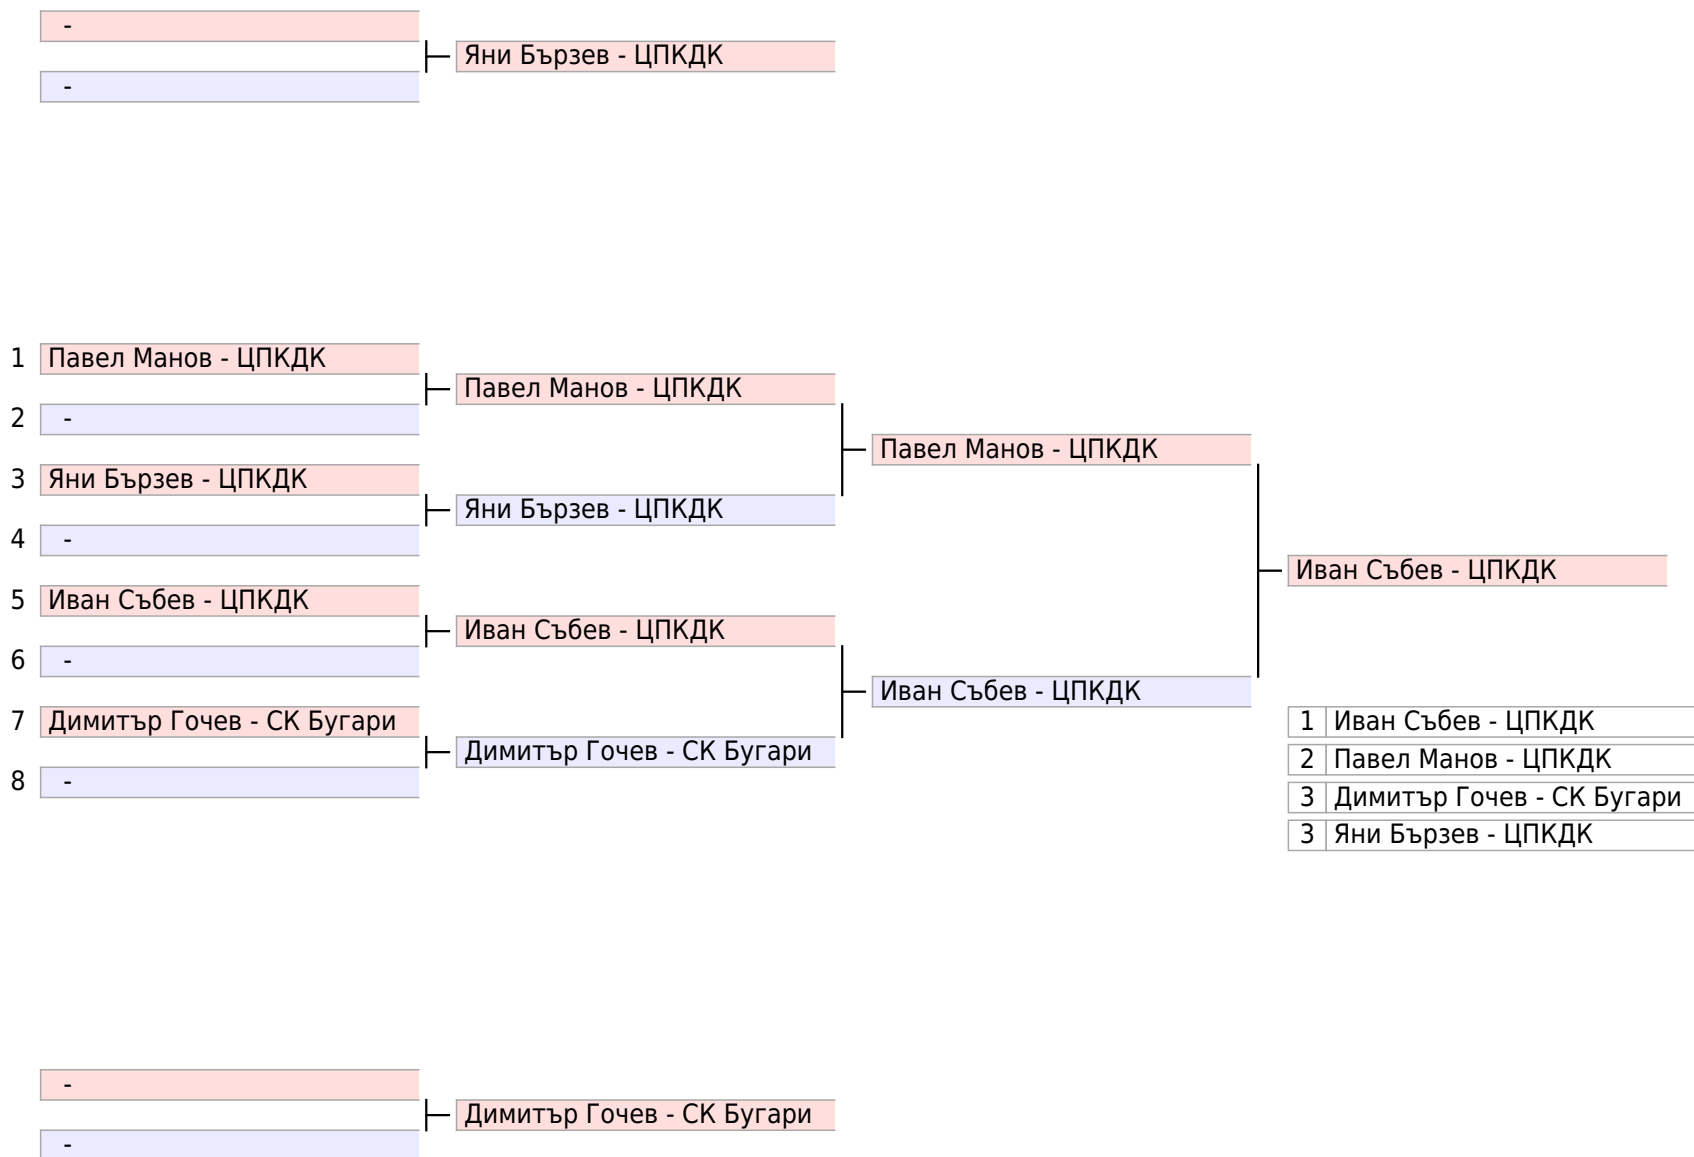 -
Яни Бързев - ЦПКДК
-
1 Павел Манов - ЦПКДК
Павел Манов - ЦПКДК
2 -
Павел Манов - ЦПКДК
3 Яни Бързев - ЦПКДК
Яни Бързев - ЦПКДК
4 -
Иван Събев - ЦПКДК
5 Иван Събев - ЦПКДК
Иван Събев - ЦПКДК
6 -
Иван Събев - ЦПКДК
7 Димитър Гочев - СК Бугари
Димитър Гочев - СК Бугари
8 -
1 Иван Събев - ЦПКДК
2 Павел Манов - ЦПКДК
3 Димитър Гочев - СК Бугари
3 Яни Бързев - ЦПКДК
-
Димитър Гочев - СК Бугари
-